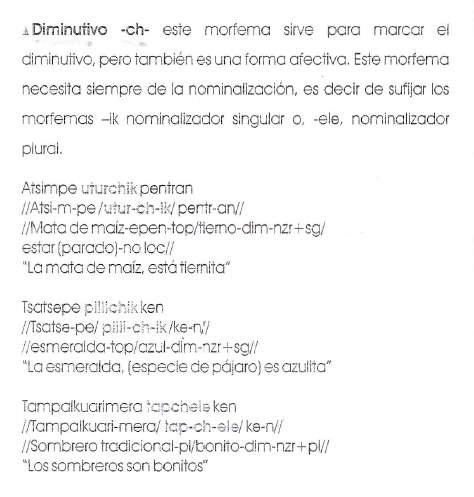 Diminutivo -ch- este morfema sirve para marcar el
diminutivo, pero también es una forma afectiva. Este morfema
necesita siempre de la nominalización, es decir de sufijar los
morfemas –ik nominalizador singular o, -ele, nominalizador
plural.
Atsimpe uturchik pentran
//Atsi-m-pe/utur-ch-ik/ pentr-an//
//Mata de maíz-epen-top/tierno-dim-nzr+sg/
estar(parado)-no loc//
“La mata de maíz, está tiernita”
Tsatsepe piliichik ken
//Tsatse-pe/ piili-ch-ik/ke-n//
//esmeralda-top/azul-dim-nzr+sg//
“La esmeralda, (especie de pájaro) es azulita”
Tampalkuarimera tapchele ken
//Tampalkuari-mera/ tap-ch-ele/ ke-n//
//Sombrero tradicional-pl/bonito-dim-nzr+pl//
“Los sombreros son bonitos”